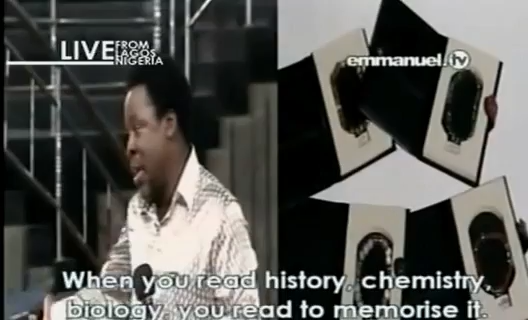 LIVE FROM
LAGOS
NIGERIA
emmanuel.tv
When you read history, chemistry,
biology, you read to memorise it.